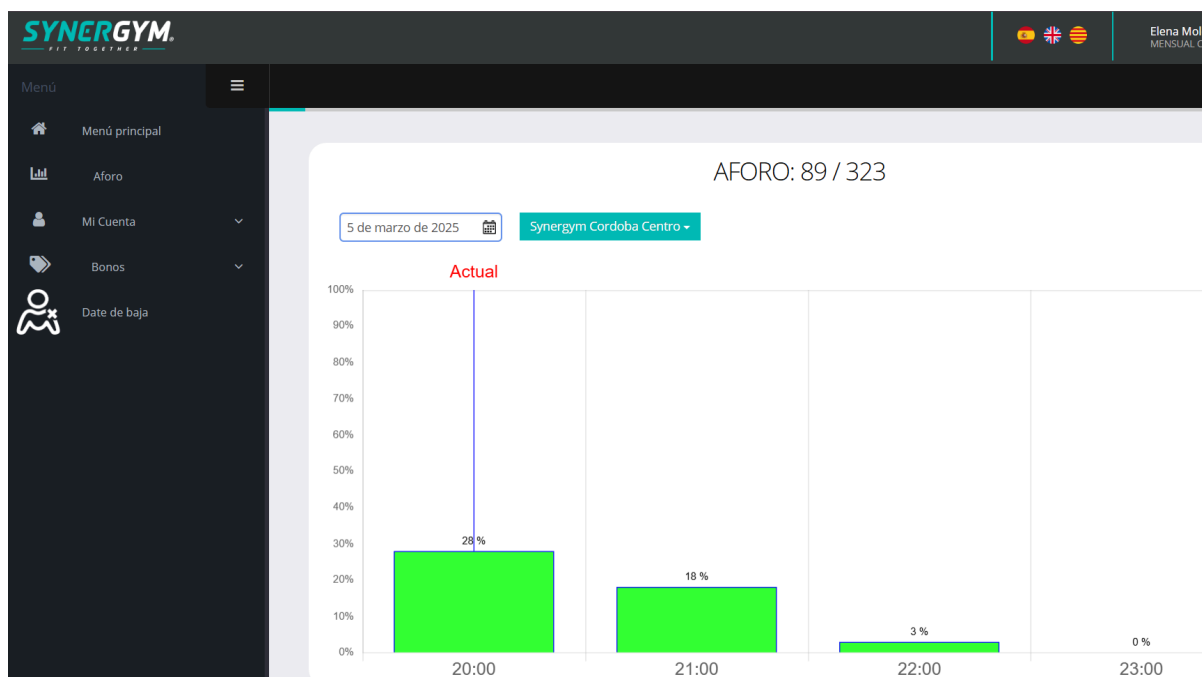 SYNERGYM®
FIT TOGETHER
Elena Mol
MENSUAL C
Menú
Menú principal
Aforo
Mi Cuenta
Bonos
Date de baja
AFORO: 89 / 323
5 de marzo de 2025
Synergym Cordoba Centro
Actual
100%
90%
80%
70%
60%
50%
40%
30%
20%
10%
0%
28 %
18 %
3 %
0 %
20:00
21:00
22:00
23:00